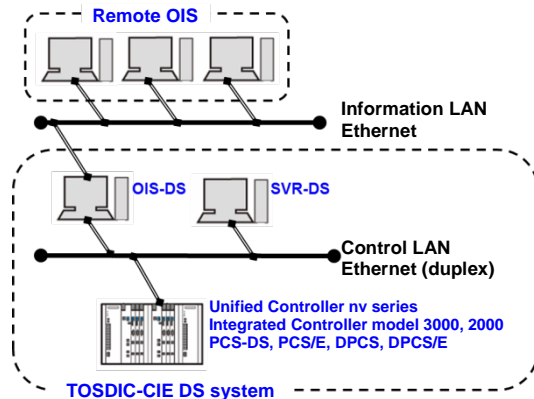 Remote OIS
Information LAN
Ethernet
OIS-DS
SVR-DS
Control LAN
Ethernet (duplex)
Unified Controller nv series
Integrated Controller model 3000, 2000
PCS-DS, PCS/E, DPCS, DPCS/E
TOSDIC-CIE DS system